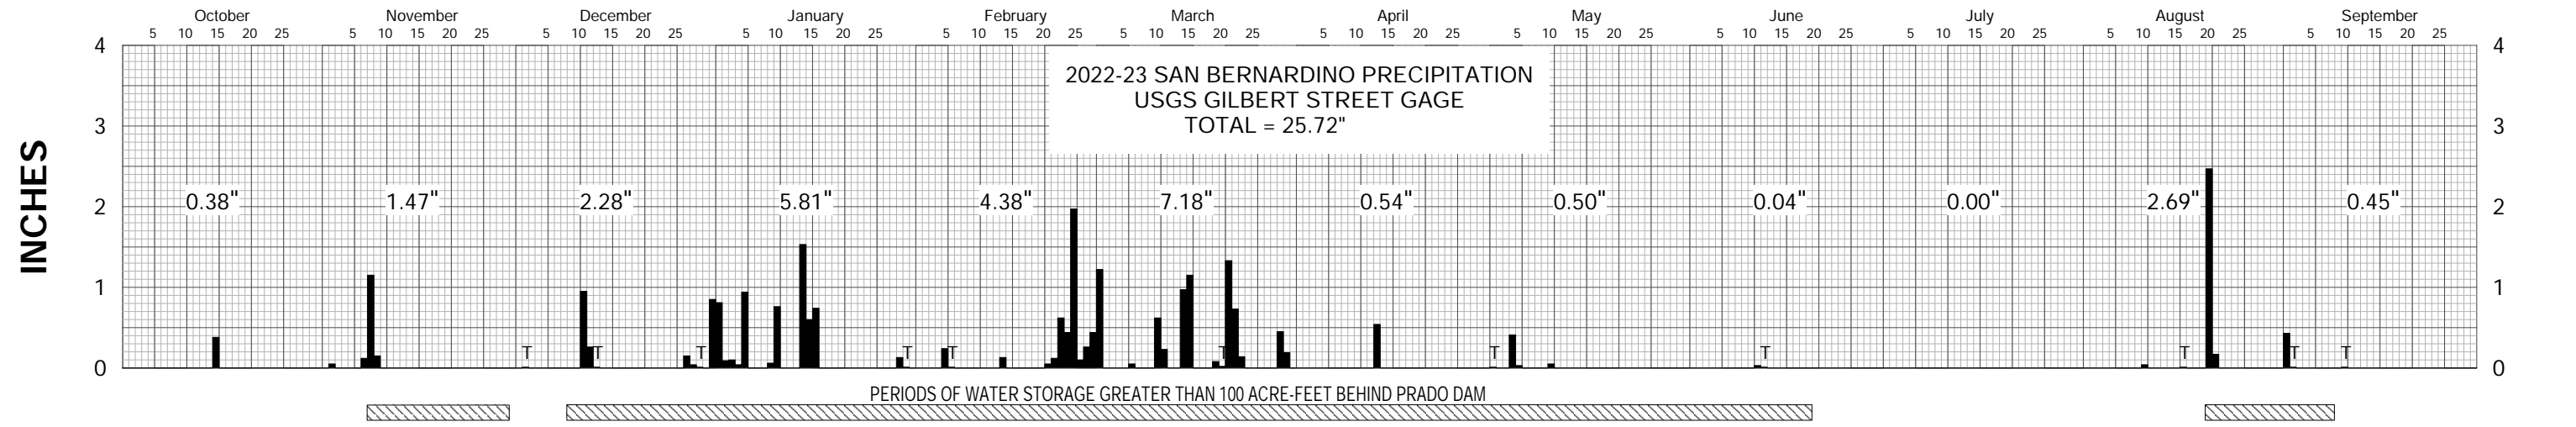 October November December January February March April May June July August September
5 10 15 20 25 5 10 15 20 25 5 10 15 20 25 5 10 15 20 25 5 10 15 20 25 5 10 15 20 25 5 10 15 20 25 5 10 15 20 25 5 10 15 20 25 5 10 15 20 25 5 10 15 20 25 5 10 15 20 25
4 4
2022-23 SAN BERNARDINO PRECIPITATION
USGS GILBERT STREET GAGE
TOTAL = 25.72"
3 3
INCHES
0.38" 1.47" 2.28" 5.81" 4.38" 7.18" 0.54" 0.50" 0.04" 0.00" 2.69" 0.45"
2 2
1 1
T T T T T T T T T T T
0 0
PERIODS OF WATER STORAGE GREATER THAN 100 ACRE-FEET BEHIND PRADO DAM